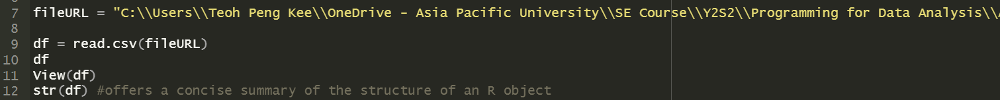 7 fileURL = "C:\\Users\\Teoh Peng Kee\\OneDrive - Asia Pacific University\\SE Course\\Y2S2\\Programming for Data Analysis\\
8
9 df = read.csv(fileURL)
10 df
11 View(df)
12 str(df) #offers a concise summary of the structure of an R object